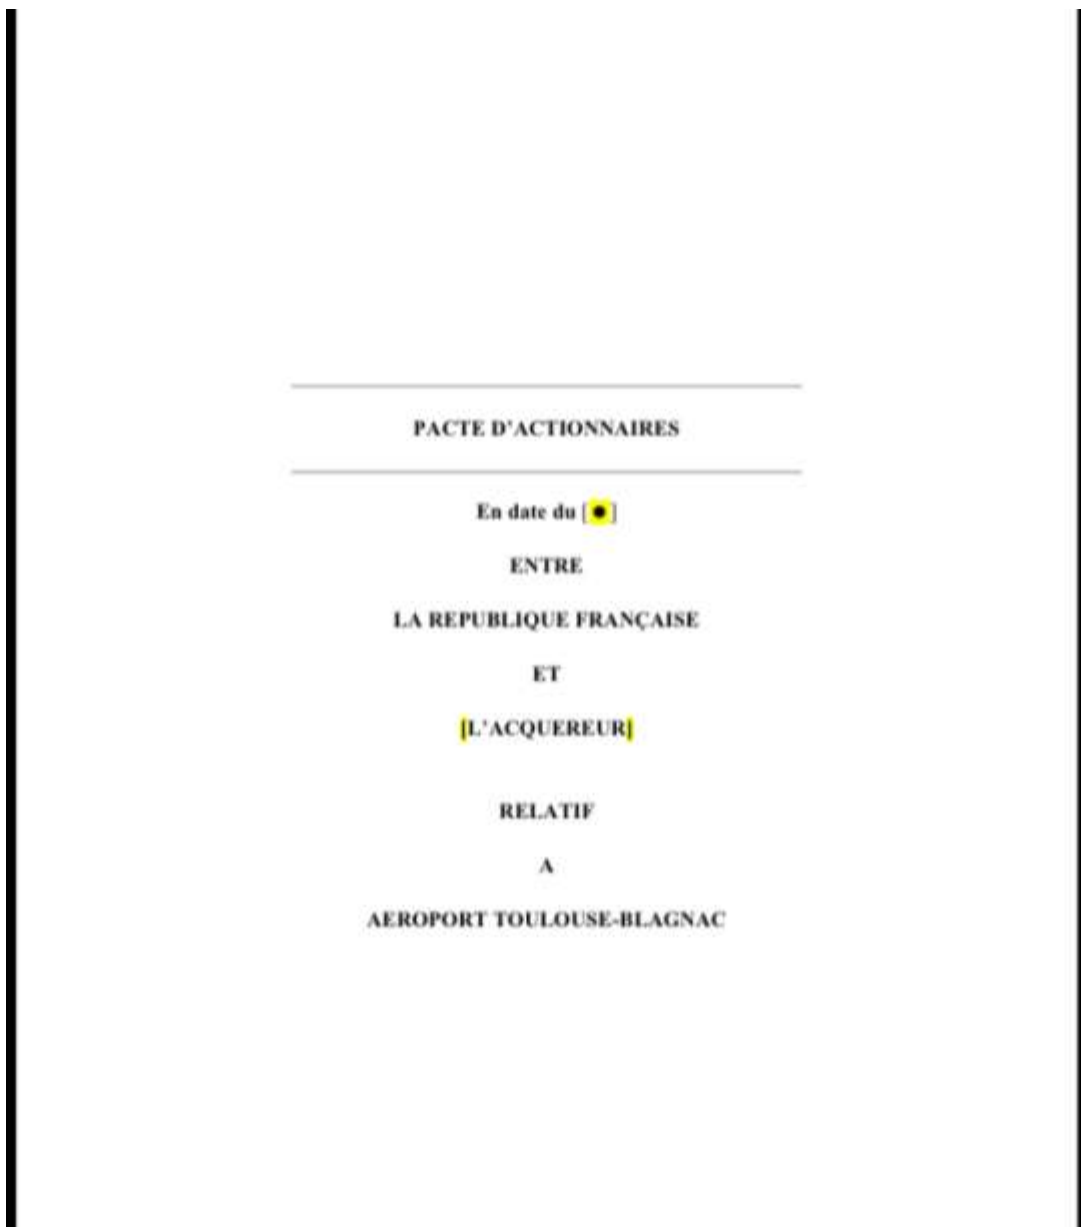 PACTE D'ACTIONNAIRES
En date du [●]
ENTRE
LA REPUBLIQUE FRANÇAISE
ET
[L'ACQUEREUR]
RELATIF
A
AEROPORT TOULOUSE-BLAGNAC